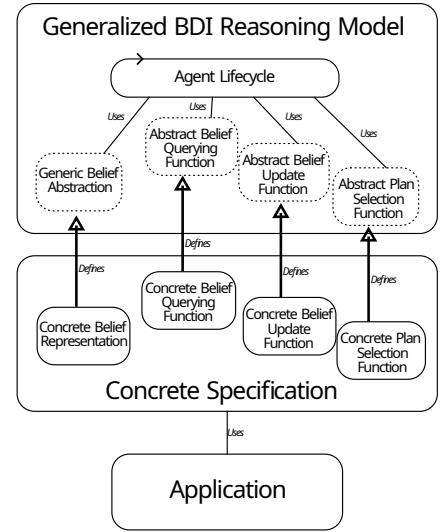 Generalized BDI Reasoning Model
Agent Lifecycle
Uses
Uses
Uses
Uses
Generic Belief
Abstraction
Abstract Belief
Querying
Function
Abstract Belief
Update
Function
Abstract Plan
Selection
Function
Defines
Defines
Defines
Defines
Concrete Belief
Representation
Concrete Belief
Querying
Function
Concrete Belief
Update
Function
Concrete Plan
Selection
Function
Concrete Specification
Uses
Application